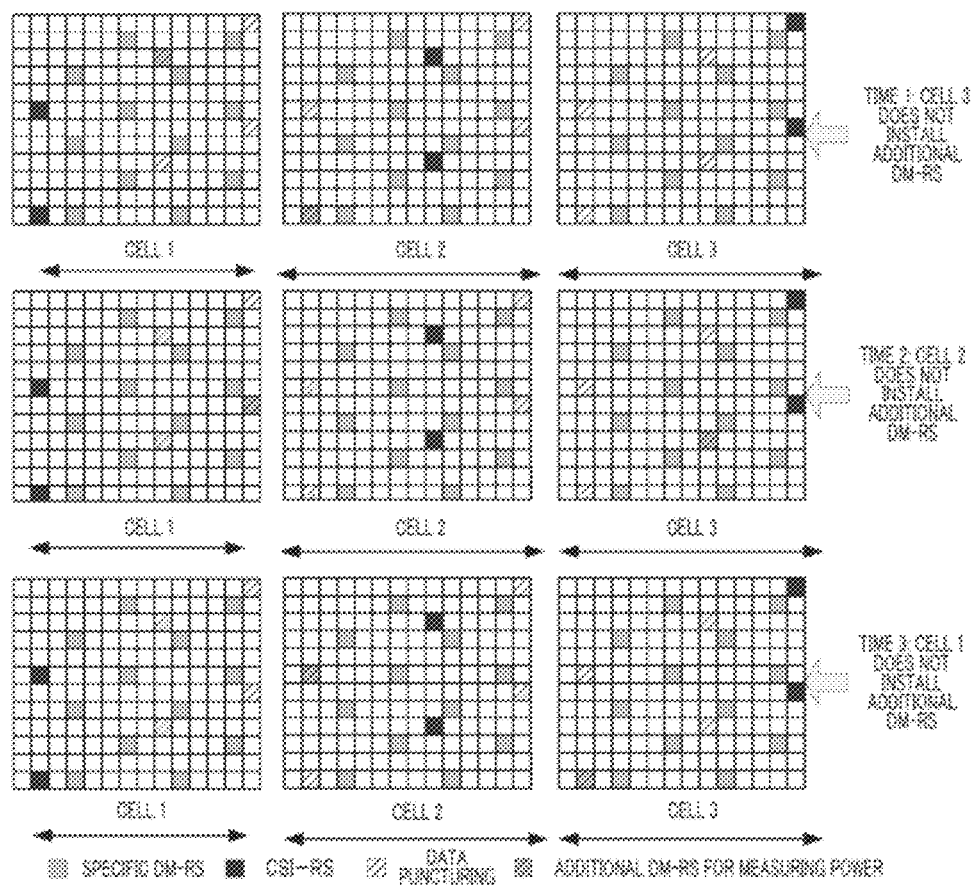 TIME 1: CELL 3
DOES NOT
INSTALL
ADDITIONAL
DM-RS
CELL 1
CELL 2
CELL 3
TIME 2: CELL 2
DOES NOT
INSTALL
ADDITIONAL
DM-RS
CELL 1
CELL 2
CELL 3
TIME 3: CELL 1
DOES NOT
INSTALL
ADDITIONAL
DM-RS
CELL 1
CELL 2
CELL 3
SPECIFIC DM-RS
CSI-RS
DATA
PUNCTURING
ADDITIONAL DM-RS FOR MEASURING POWER